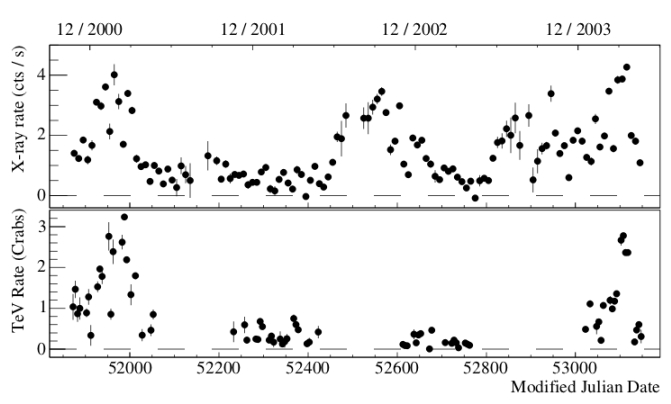 12 / 2000 12 / 2001 12 / 2002 12 / 2003
X-ray rate (cts / s)
4
2
0
TeV Rate (Crabs)
3
2
1
0
52000 52200 52400 52600 52800 53000
Modified Julian Date